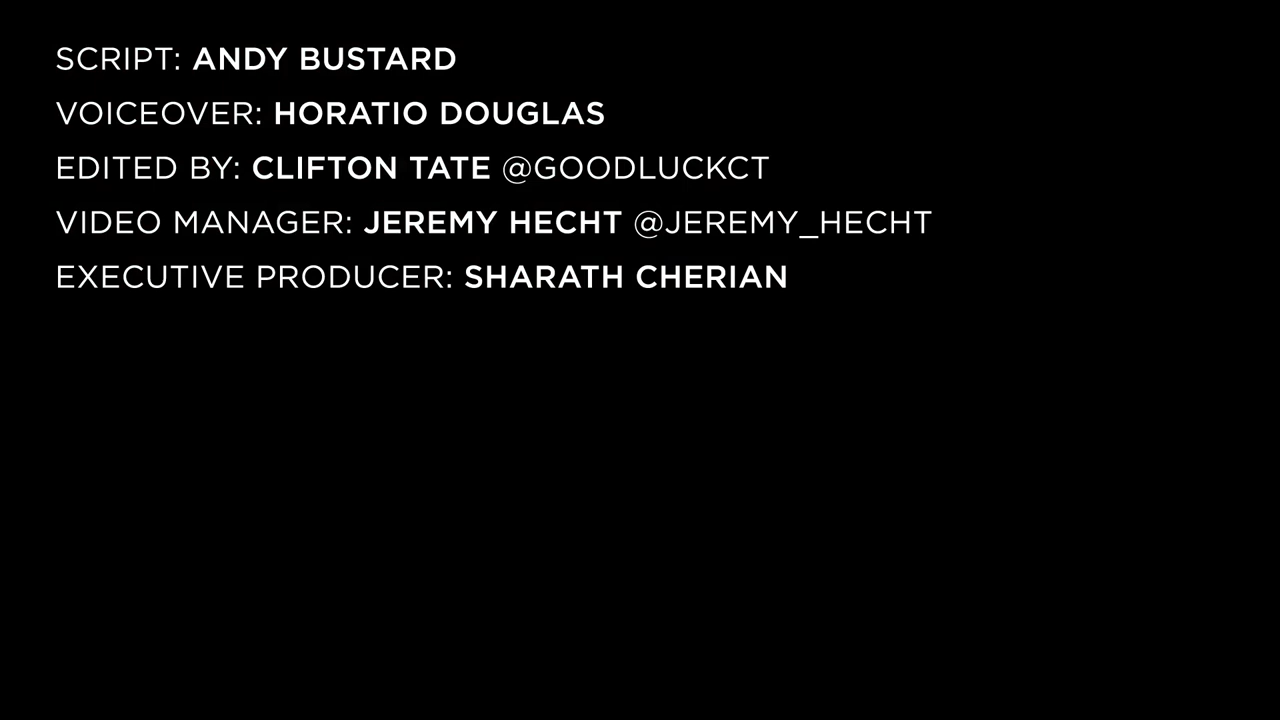 SCRIPT: ANDY BUSTARD
VOICEOVER: HORATIO DOUGLAS
EDITED BY: CLIFTON TATE @GOODLUCKCT
VIDEO MANAGER: JEREMY HECHT @JEREMY_HECHT
EXECUTIVE PRODUCER: SHARATH CHERIAN